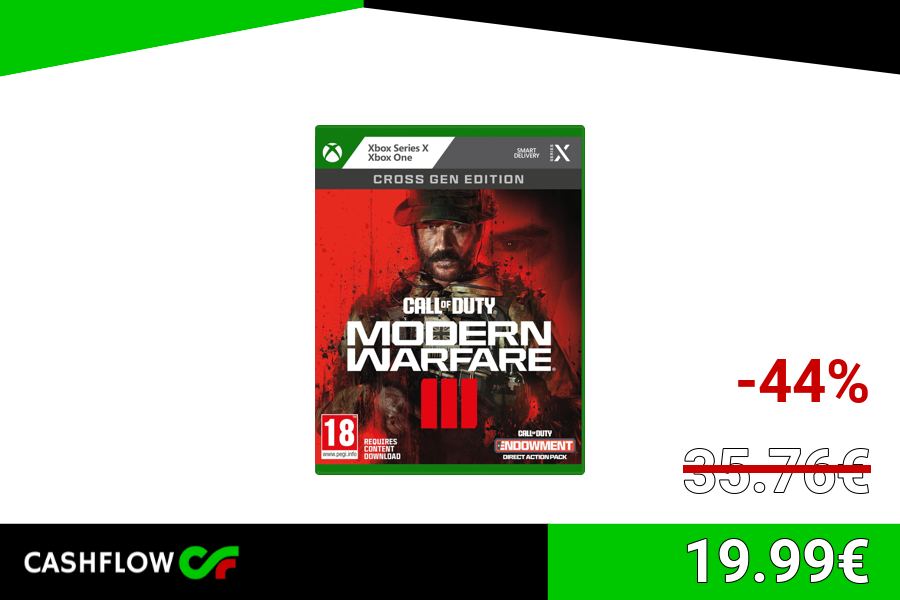 Xbox Series X
Xbox One
SMART
DELIVERY
SERIES X
CROSS GEN EDITION
CALL OF DUTY
MODERN
WARFARE
III
18
www.pegi.info
REQUIRES
CONTENT
DOWNLOAD
CALL OF DUTY
ENDOWMENT
DIRECT ACTION PACK
-44%
35.76€
CASHFLOW
19.99€